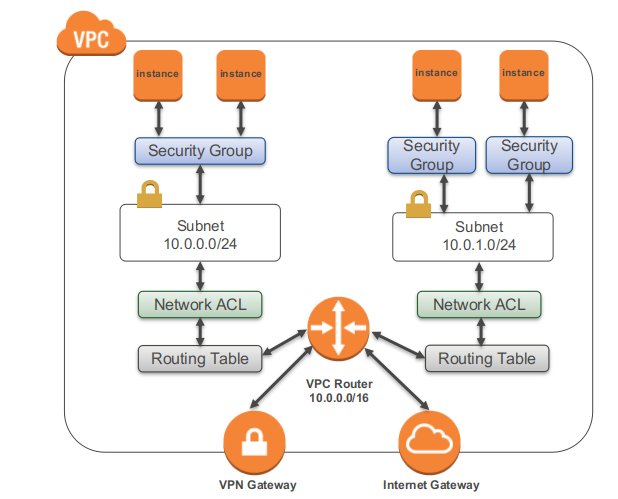 VPC
instance
instance
instance
instance
Security Group
Security
Group
Security
Group
Subnet
10.0.0.0/24
Subnet
10.0.1.0/24
Network ACL
Network ACL
Routing Table
Routing Table
VPC Router
10.0.0.0/16
VPN Gateway
Internet Gateway